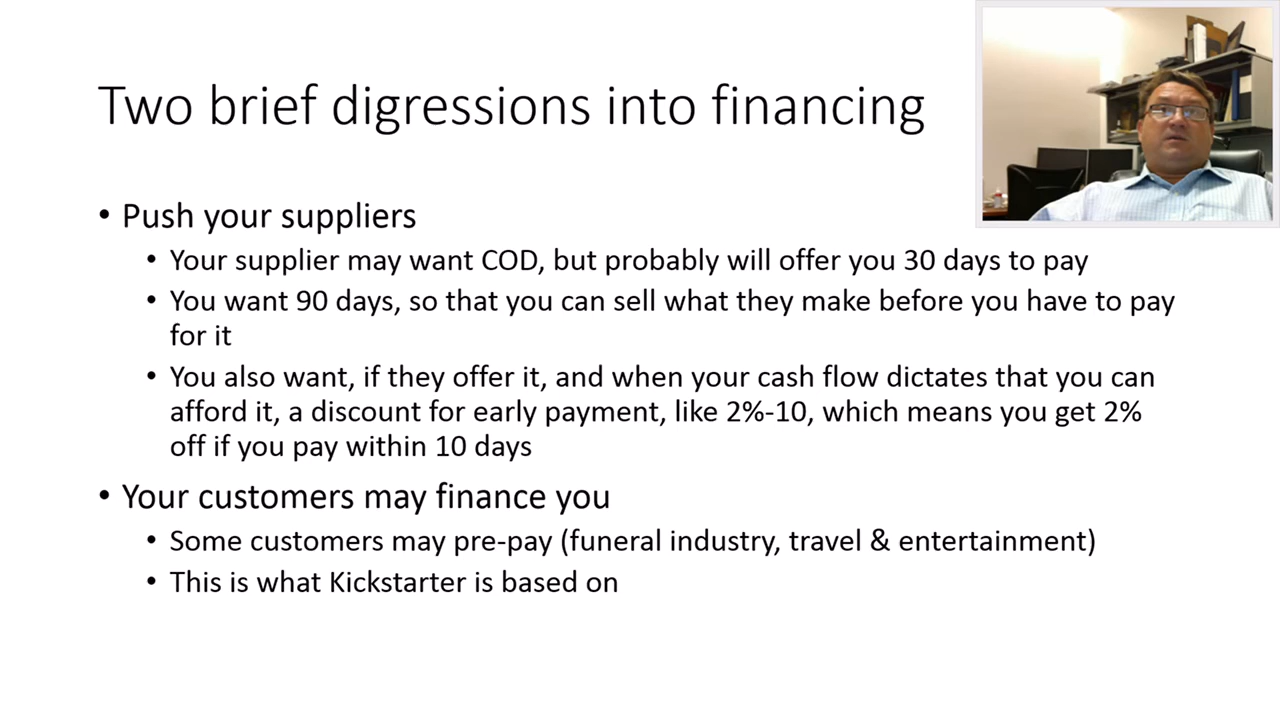 Two brief digressions into financing
• Push your suppliers
• Your supplier may want COD, but probably will offer you 30 days to pay
• You want 90 days, so that you can sell what they make before you have to pay
for it
• You also want, if they offer it, and when your cash flow dictates that you can
afford it, a discount for early payment, like 2%-10, which means you get 2%
off if you pay within 10 days
• Your customers may finance you
• Some customers may pre-pay (funeral industry, travel & entertainment)
• This is what Kickstarter is based on